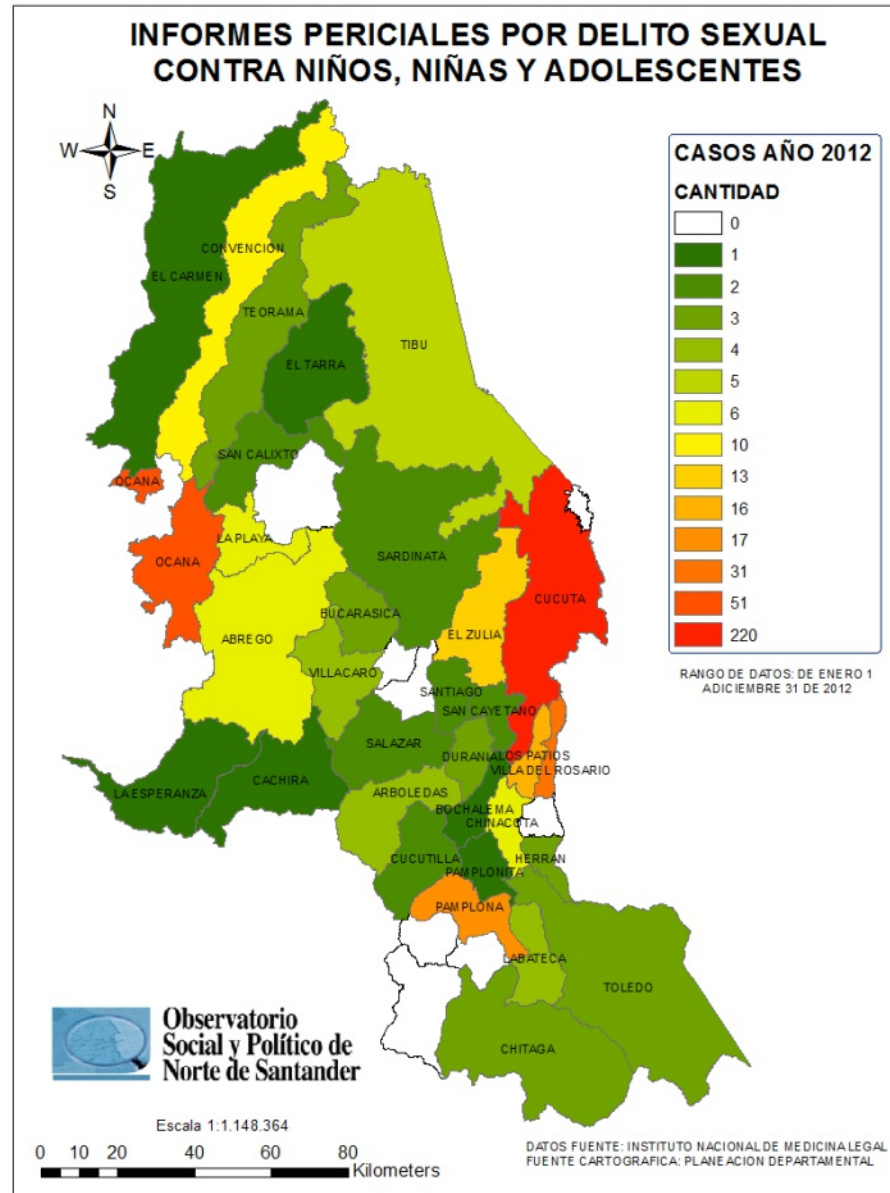 INFORMES PERICIALES POR DELITO SEXUAL
CONTRA NIÑOS, NIÑAS Y ADOLESCENTES
N
W E
S
CASOS AÑO 2012
CANTIDAD
0
1
2
3
4
5
6
10
13
16
17
31
51
220
RANGO DE DATOS: DE ENERO 1
ADICIEMBRE 31 DE 2012
CONVENCION
EL CARMEN
TEORAMA
TIBU
EL TARRA
SAN CALIXTO
OCANA
LA PLAYA
SARDINATA
OCANA
CUCUTA
BUCARASICA
ABREGO
EL ZULIA
VILLACARO
SANTIAGO
SAN CAYETANO
SALAZAR
DURANIA
LOS PATIOS
VILLA DEL ROSARIO
CACHIRA
LA ESPERANZA
ARBOLEDAS
BOCHALEMA
CHINACOTA
CUCUTILLA
HERRAN
PAMPLONITA
PAMPLONA
LABATECA
TOLEDO
CHITAGA
Observatorio
Social y Político de
Norte de Santander
Escala 1:1.148.364
0 10 20 40 60 80
Kilometers
DATOS FUENTE: INSTITUTO NACIONAL DE MEDICINA LEGAL
FUENTE CARTOGRAFICA: PLANEACION DEPARTAMENTAL